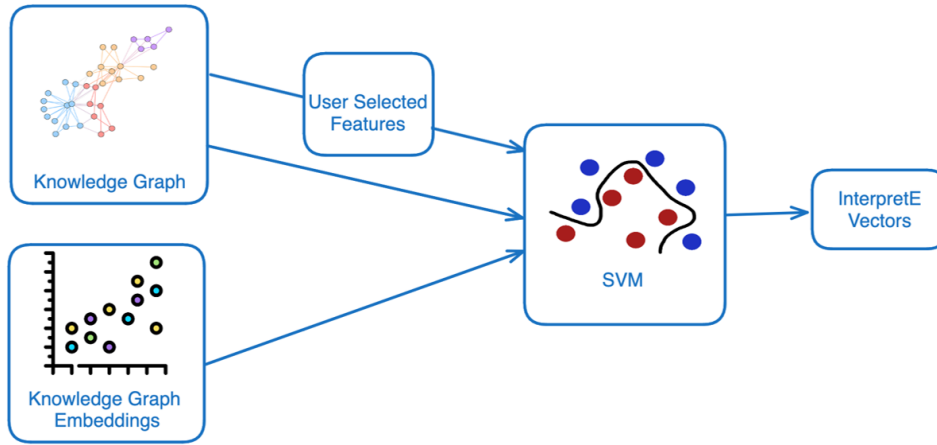 Knowledge Graph
User Selected
Features
SVM
InterpretE
Vectors
Knowledge Graph
Embeddings